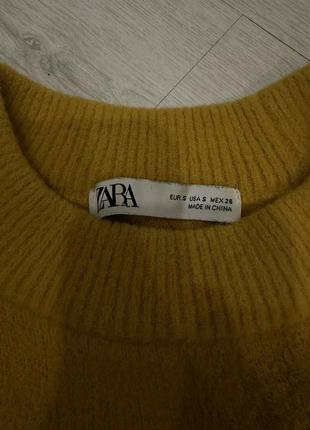 ZARA
EUR S USA S MEX 26
MADE IN CHINA